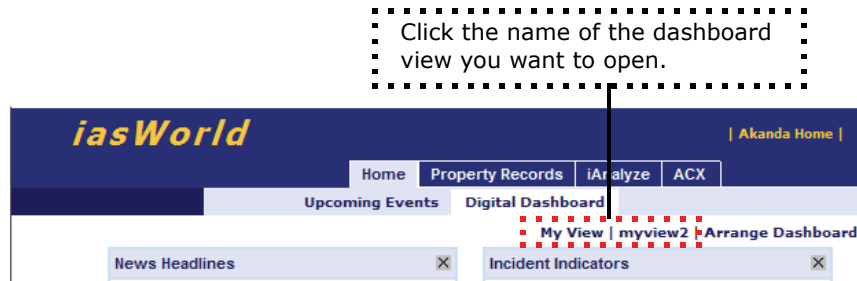 Click the name of the dashboard
view you want to open.
iasWorld
| Akanda Home |
Home Property Records iAnalyze ACX
Upcoming Events Digital Dashboard
My View | myview2 | Arrange Dashboard
News Headlines Incident Indicators